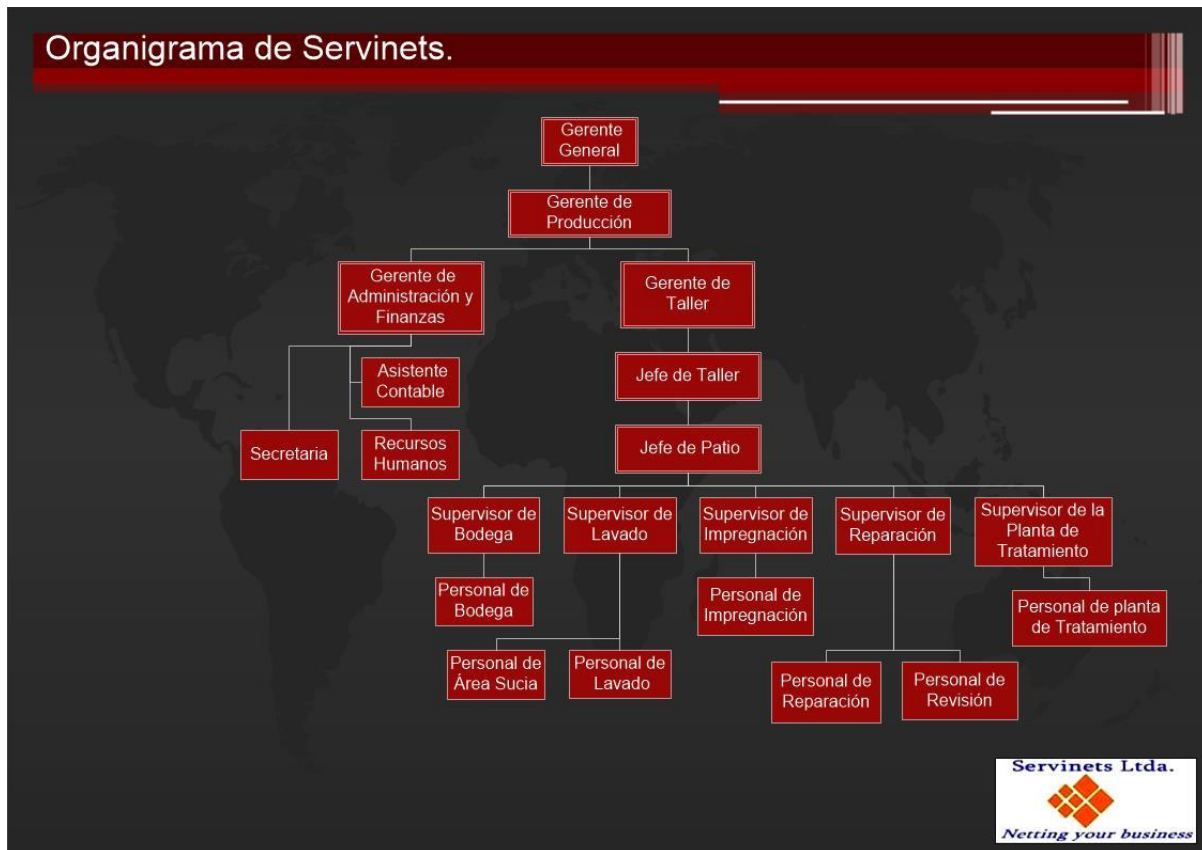 Organigrama de Servinets.
Gerente
General
Gerente de
Producción
Gerente de
Administración y
Finanzas
Gerente de
Taller
Asistente
Contable
Jefe de Taller
Secretaria
Recursos
Humanos
Jefe de Patio
Supervisor de
Bodega
Supervisor de
Lavado
Supervisor de
Impregnación
Supervisor de
Reparación
Supervisor de la
Planta de
Tratamiento
Personal de
Bodega
Personal de
Impregnación
Personal de planta
de Tratamiento
Personal de
Área Sucia
Personal de
Lavado
Personal de
Reparación
Personal de
Revisión
Servinets Ltda.
Netting your business